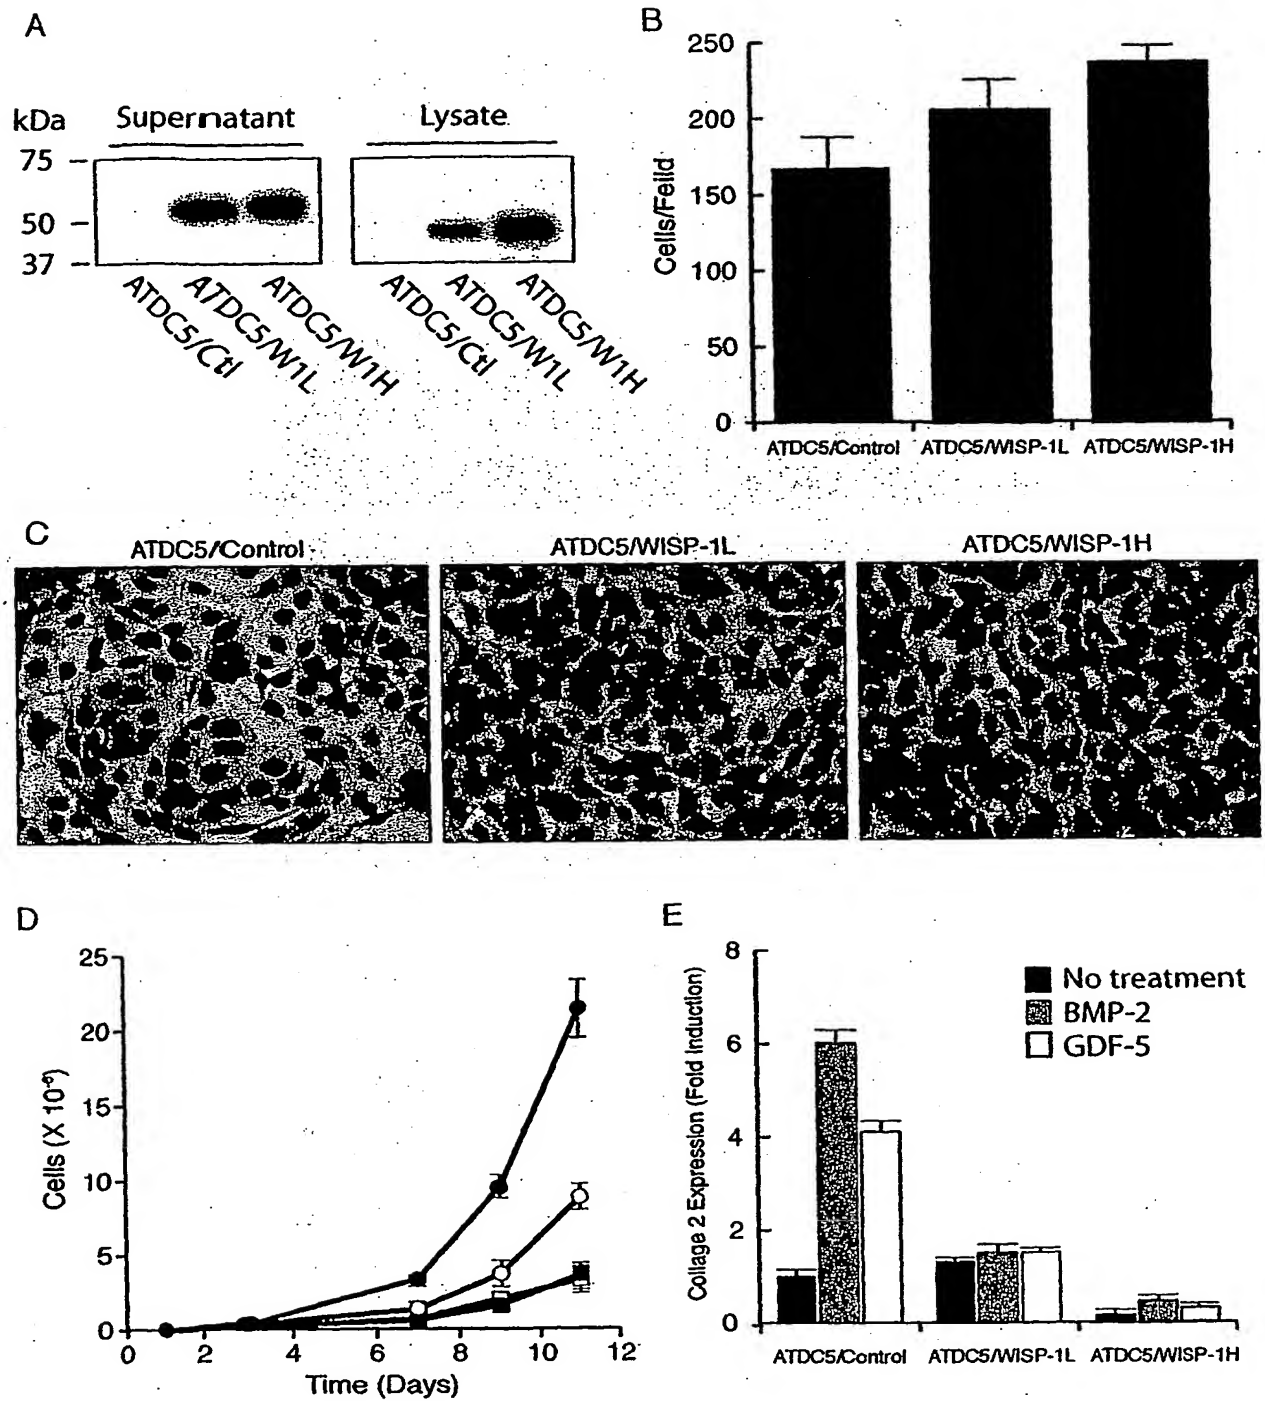 A
kDa
Supernatant
Lysate
75
50
37
ATDC5/Ctl
ATDC5/W1L
ATDC5/W1H
ATDC5/Ctl
ATDC5/W1L
ATDC5/W1H
B
Cells/Feild
250
200
150
100
50
0
ATDC5/Control
ATDC5/WISP-1L
ATDC5/WISP-1H
C
ATDC5/Control
ATDC5/WISP-1L
ATDC5/WISP-1H
D
Cells (X 10⁻⁶)
25
20
15
10
5
0
0 2 4 6 8 10 12
Time (Days)
E
Collage 2 Expression (Fold Induction)
8
6
4
2
0
No treatment
BMP-2
GDF-5
ATDC5/Control
ATDC5/WISP-1L
ATDC5/WISP-1H